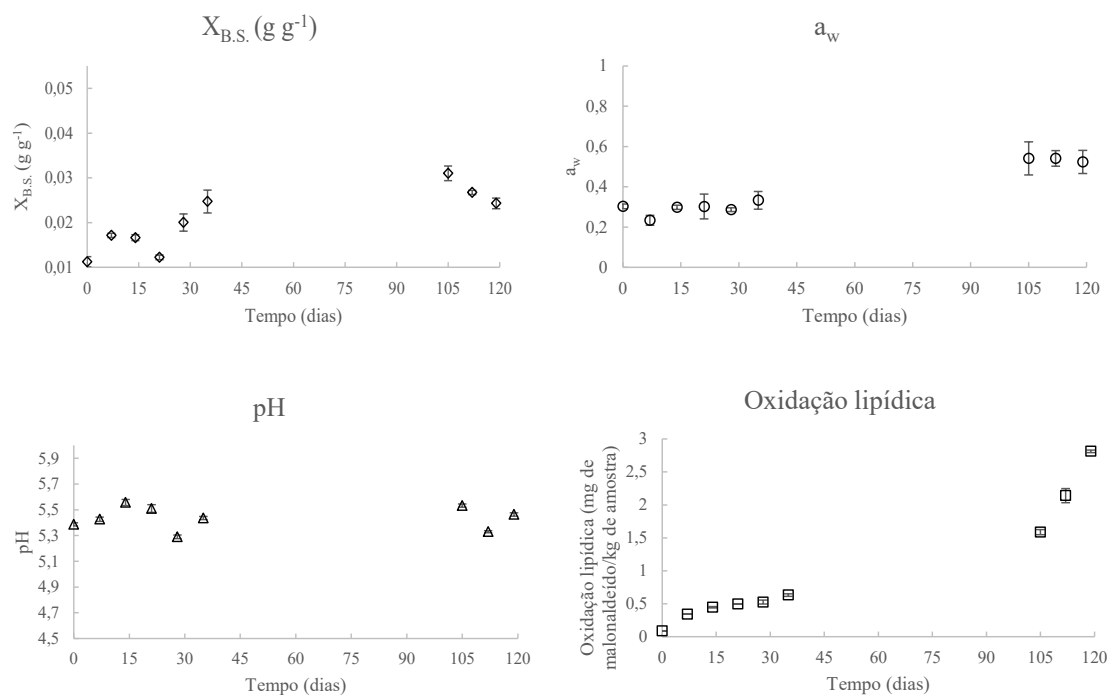 X_B.S. (g g⁻¹)
X_B.S. (g g⁻¹)
0,05
0,04
0,03
0,02
0,01
0 15 30 45 60 75 90 105 120
Tempo (dias)
a_w
a_w
1
0,8
0,6
0,4
0,2
0
0 15 30 45 60 75 90 105 120
Tempo (dias)
pH
pH
5,9
5,7
5,5
5,3
5,1
4,9
4,7
4,5
0 15 30 45 60 75 90 105 120
Tempo (dias)
Oxidação lipídica
Oxidação lipídica (mg de
malonaldeído/kg de amostra)
3
2,5
2
1,5
1
0,5
0
0 15 30 45 60 75 90 105 120
Tempo (dias)